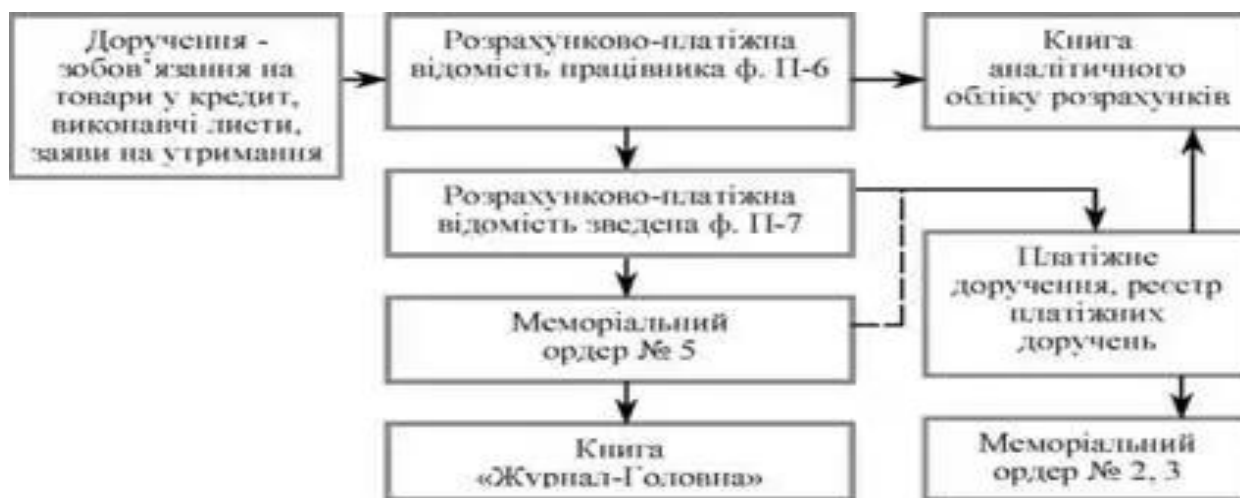 Доручення -
зобов’язання на
товари у кредит,
виконавчі листи,
заяви на утримання
Розрахунково-платіжна
відомість працівника ф. П-6
Книга
аналітичного
обліку розрахунків
Розрахунково-платіжна
відомість зведена ф. П-7
Платіжне
доручення, реєстр
платіжних
доручень
Меморіальний
ордер № 5
Книга
«Журнал-Головна»
Меморіальний
ордер № 2, 3